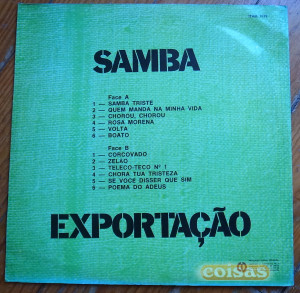 SAMBA
Face A
1 — SAMBA TRISTE
2 — QUEM MANDA NA MINHA VIDA
3 — CHOROU, CHOROU
4 — ROSA MORENA
5 — VOLTA
6 — BOATO
Face B
1 — CORCOVADO
2 — ZELÃO
3 — TELECO-TECO Nº 1
4 — CHORA TUA TRISTEZA
5 — SE VOCÊ DISSER QUE SIM
6 — POEMA DO ADEUS
EXPORTAÇÃO
coisas